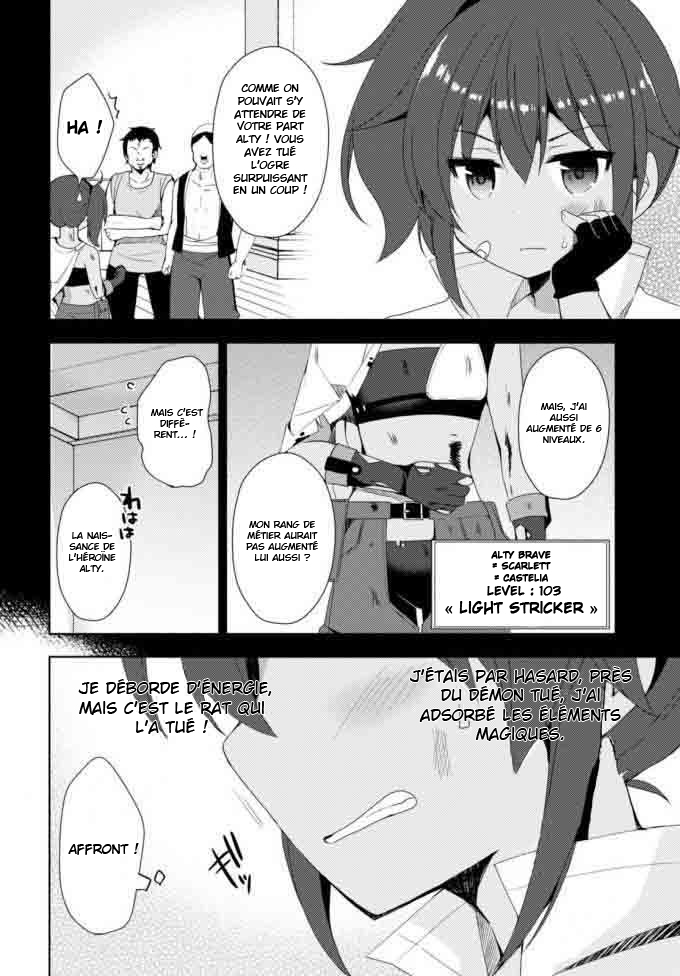 COMME ON
POUVAIT S'Y
ATTENDRE DE
VOTRE PART
ALTY ! VOUS
AVEZ TUÉ
L'OGRE
SURPUISSANT
EN UN COUP !
HA !
MAIS, J'AI
AUSSI
AUGMENTÉ DE 6
NIVEAUX.
MON RANG DE
MÉTIER AURAIT
PAS AUGMENTÉ
LUI AUSSI ?
ALTY BRAVE
= SCARLETT
= CASTELIA
LEVEL : 103
« LIGHT STRICKER »
MAIS C'EST
DIFFÉ-
RENT... !
わはは
LA NAIS-
SANCE DE
L'HÉROÏNE
ALTY.
J'ÉTAIS PAR HASARD, PRÈS
DU DÉMON TUÉ, J'AI
ADSORBÉ LES ÉLÉMENTS
MAGIQUES.
JE DÉBORDE D'ÉNERGIE,
MAIS C'EST LE RAT QUI
L'A TUÉ !
AFFRONT !